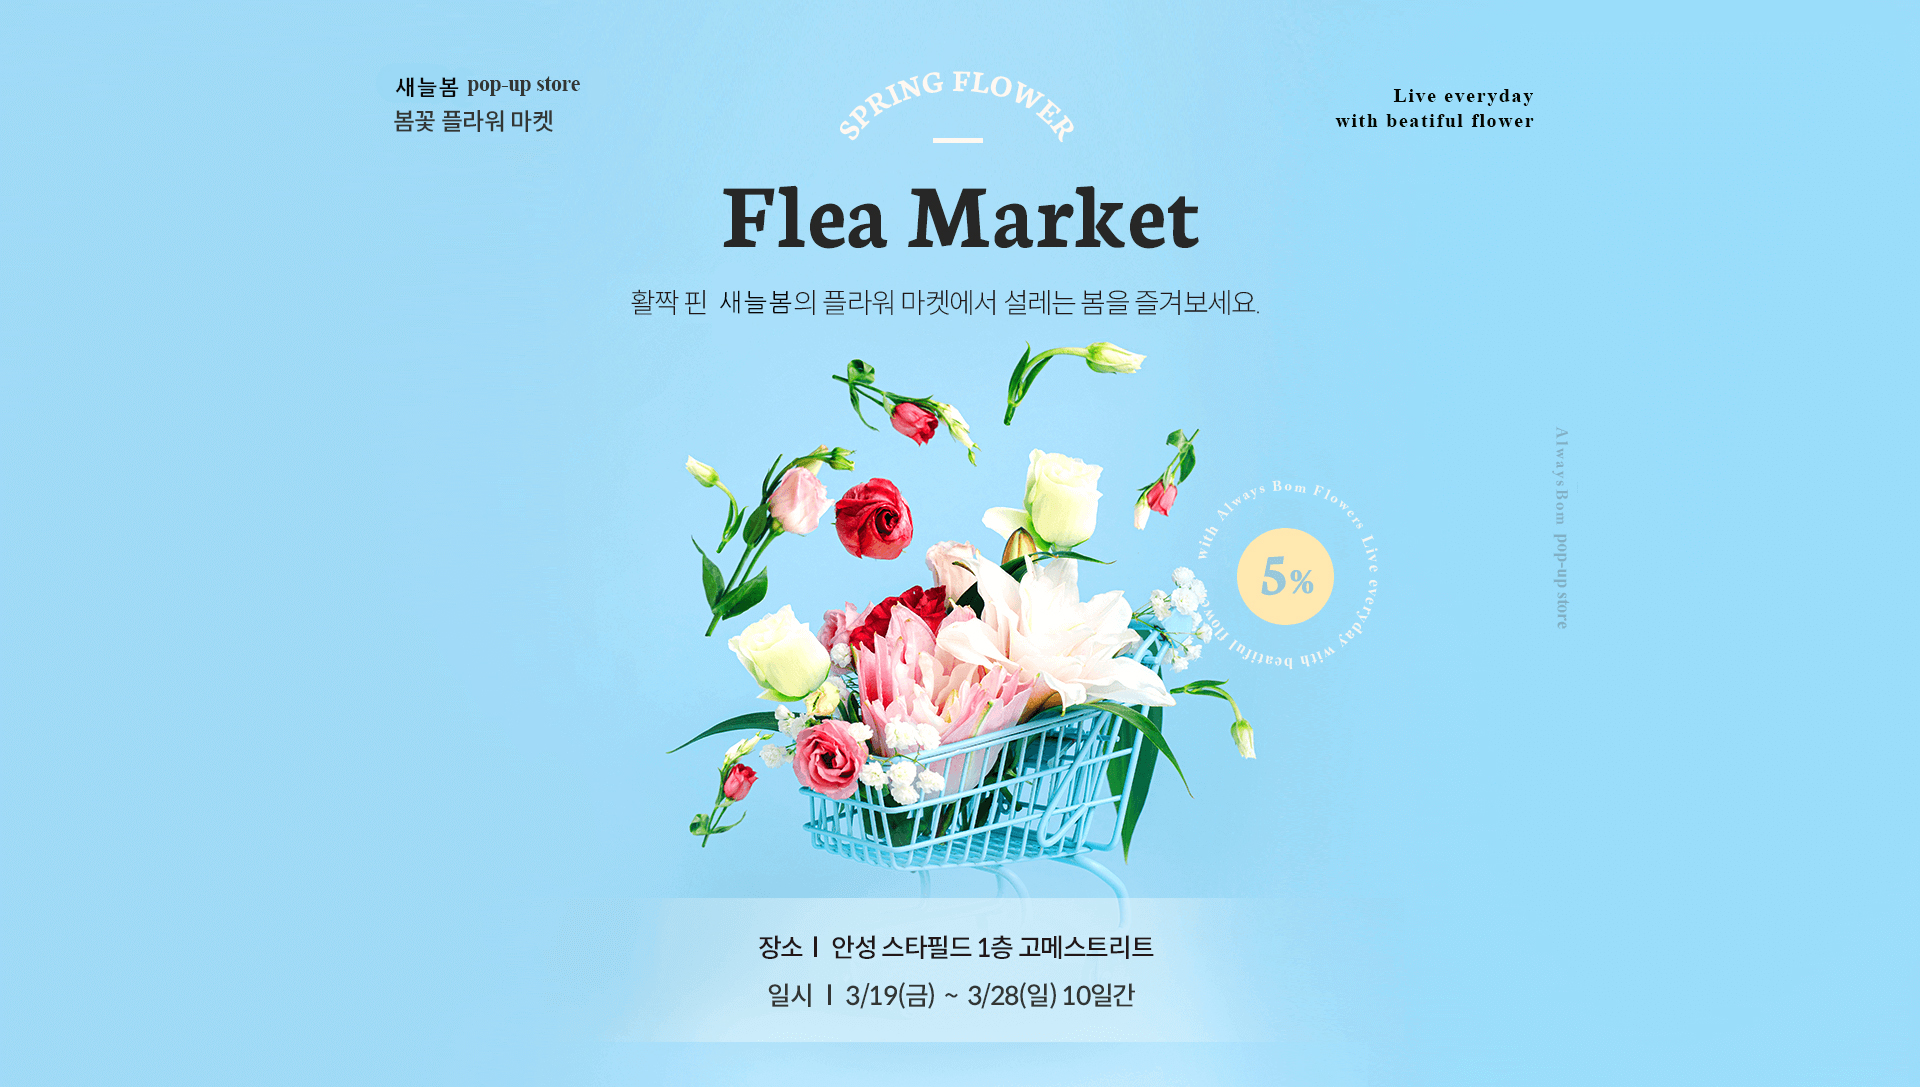 새늘봄 pop-up store
봄꽃 플라워 마켓
SPRING FLOWER
Live everyday
with beatiful flower
Flea Market
활짝 핀 새늘봄의 플라워 마켓에서 설레는 봄을 즐겨보세요.
AlwaysBom pop-up store
with Always Bom Flowers Live everyday with beatiful flowe
5%
장소 I 안성 스타필드 1층 고메스트리트
일시 I 3/19(금) ~ 3/28(일) 10일간